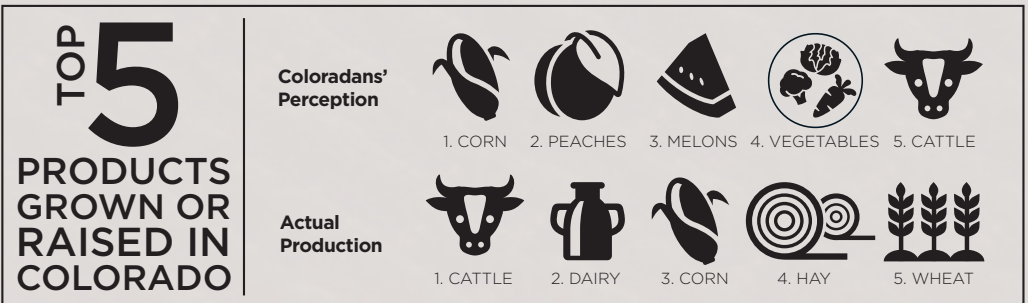 TOP
5
PRODUCTS
GROWN OR
RAISED IN
COLORADO
Coloradans’
Perception
1. CORN 2. PEACHES 3. MELONS 4. VEGETABLES 5. CATTLE
Actual
Production
1. CATTLE 2. DAIRY 3. CORN 4. HAY 5. WHEAT